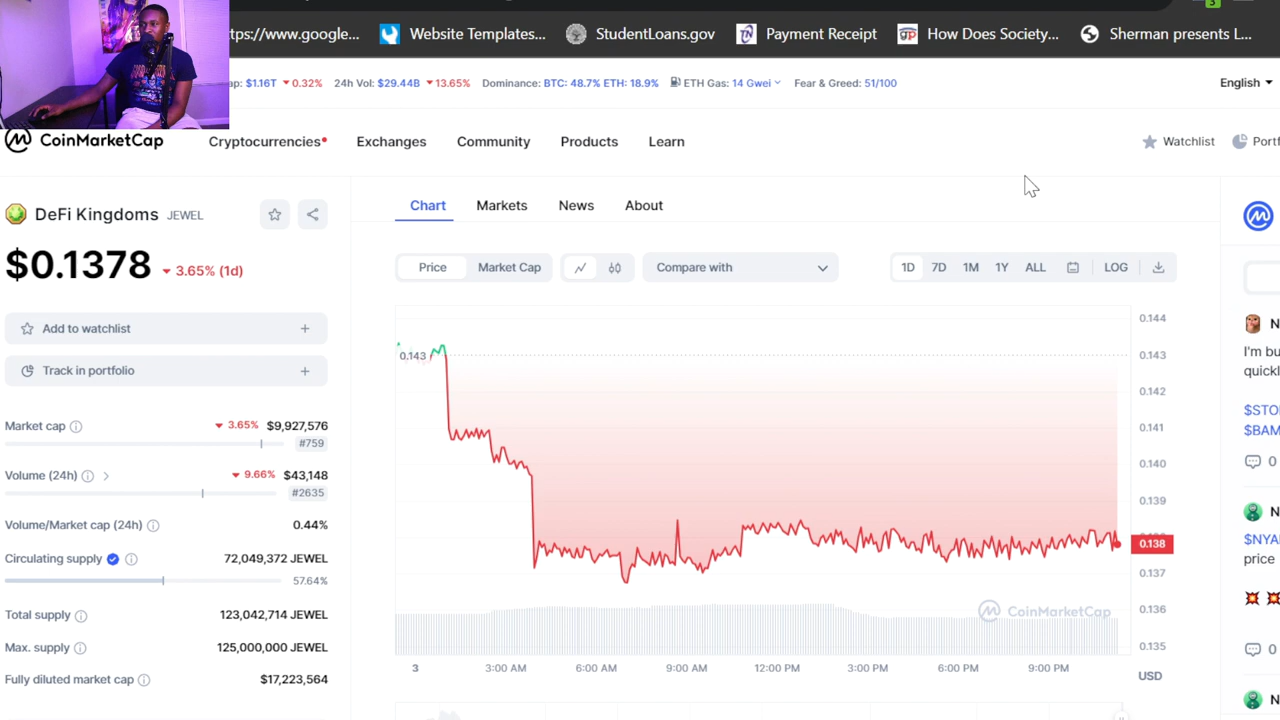 3
ttps://www.google...
Website Templates...
StudentLoans.gov
Payment Receipt
How Does Society...
Sherman presents L...
$1.16T 0.32% 24h Vol: $29.44B 13.65% Dominance: BTC: 48.7% ETH: 18.9% ETH Gas: 14 Gwei Fear & Greed: 51/100
English
CoinMarketCap Cryptocurrencies Exchanges Community Products Learn Watchlist
DeFi Kingdoms JEWEL
$0.1378 3.65% (1d)
Add to watchlist +
Track in portfolio +
Market cap 3.65% $9,927,576
#759
Volume (24h) 9.66% $43,148
#2635
Volume/Market cap (24h) 0.44%
Circulating supply 72,049,372 JEWEL
57.64%
Total supply 123,042,714 JEWEL
Max. supply 125,000,000 JEWEL
Fully diluted market cap $17,223,564
Chart Markets News About
Price Market Cap Compare with 1D 7D 1M 1Y ALL LOG
0.144
0.143
0.143
0.142
0.141
0.140
0.139
0.138
0.137
0.136
0.135
CoinMarketCap
3 3:00 AM 6:00 AM 9:00 AM 12:00 PM 3:00 PM 6:00 PM 9:00 PM
USD
N
I'm bu
quickl
$STO
$BAM
0
N
$NYA
price
0
N